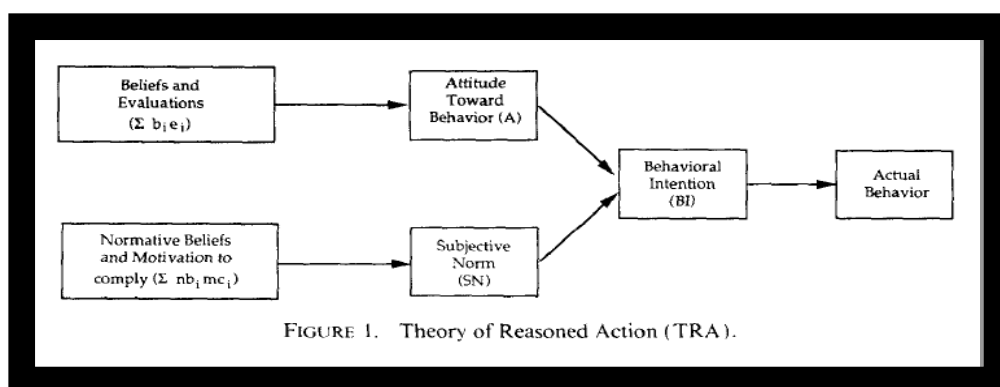 Beliefs and
Evaluations
(Σ bᵢeᵢ)
Attitude
Toward
Behavior (A)
Normative Beliefs
and Motivation to
comply (Σ nbᵢmcᵢ)
Subjective
Norm
(SN)
Behavioral
Intention
(BI)
Actual
Behavior
FIGURE 1. Theory of Reasoned Action (TRA).